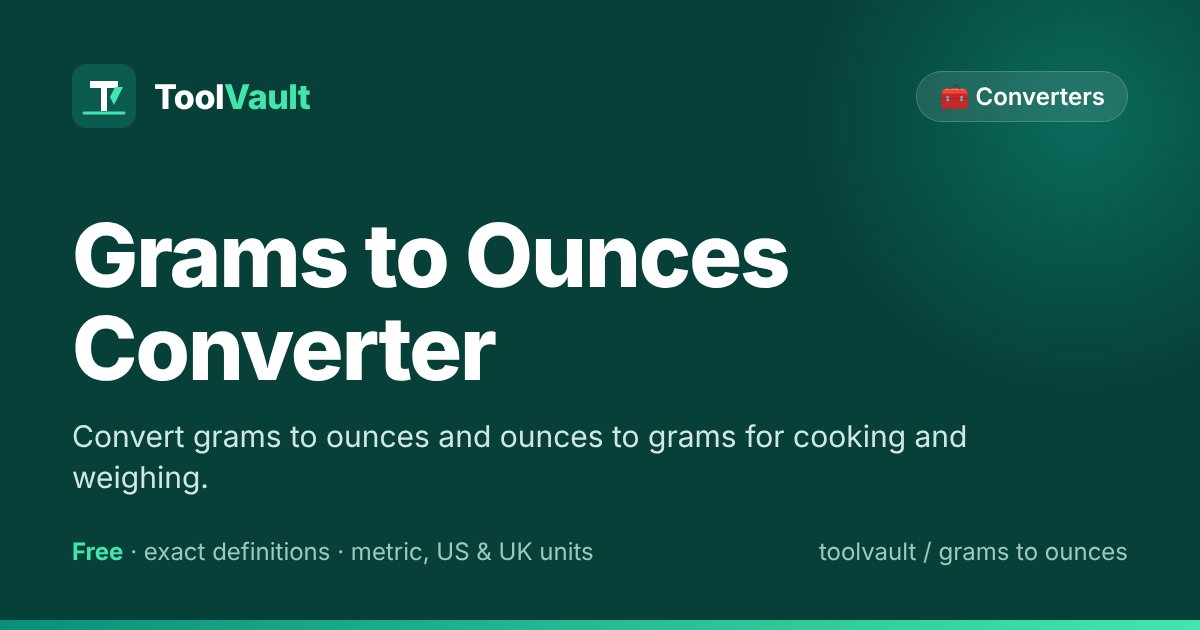 ToolVault
🧰 Converters
Grams to Ounces
Converter
Convert grams to ounces and ounces to grams for cooking and
weighing.
Free · exact definitions · metric, US & UK units
toolvault / grams to ounces